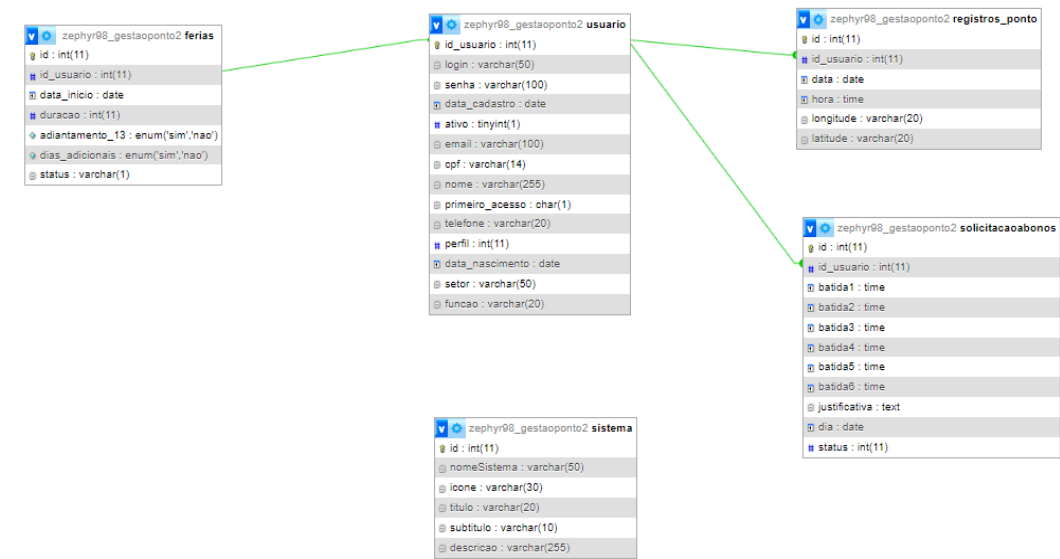 zephyr98_gestaoponto2 ferias
id : int(11)
id_usuario : int(11)
data_inicio : date
duracao : int(11)
adiantamento_13 : enum('sim','nao')
dias_adicionais : enum('sim','nao')
status : varchar(1)
zephyr98_gestaoponto2 usuario
id_usuario : int(11)
login : varchar(50)
senha : varchar(100)
data_cadastro : date
ativo : tinyint(1)
email : varchar(100)
cpf : varchar(14)
nome : varchar(255)
primeiro_acesso : char(1)
telefone : varchar(20)
perfil : int(11)
data_nascimento : date
setor : varchar(50)
funcao : varchar(20)
zephyr98_gestaoponto2 registros_ponto
id : int(11)
id_usuario : int(11)
data : date
hora : time
longitude : varchar(20)
latitude : varchar(20)
zephyr98_gestaoponto2 solicitacaoabonos
id : int(11)
id_usuario : int(11)
batida1 : time
batida2 : time
batida3 : time
batida4 : time
batida5 : time
batida6 : time
justificativa : text
dia : date
status : int(11)
zephyr98_gestaoponto2 sistema
id : int(11)
nomeSistema : varchar(50)
icone : varchar(30)
titulo : varchar(20)
subtitulo : varchar(10)
descricao : varchar(255)